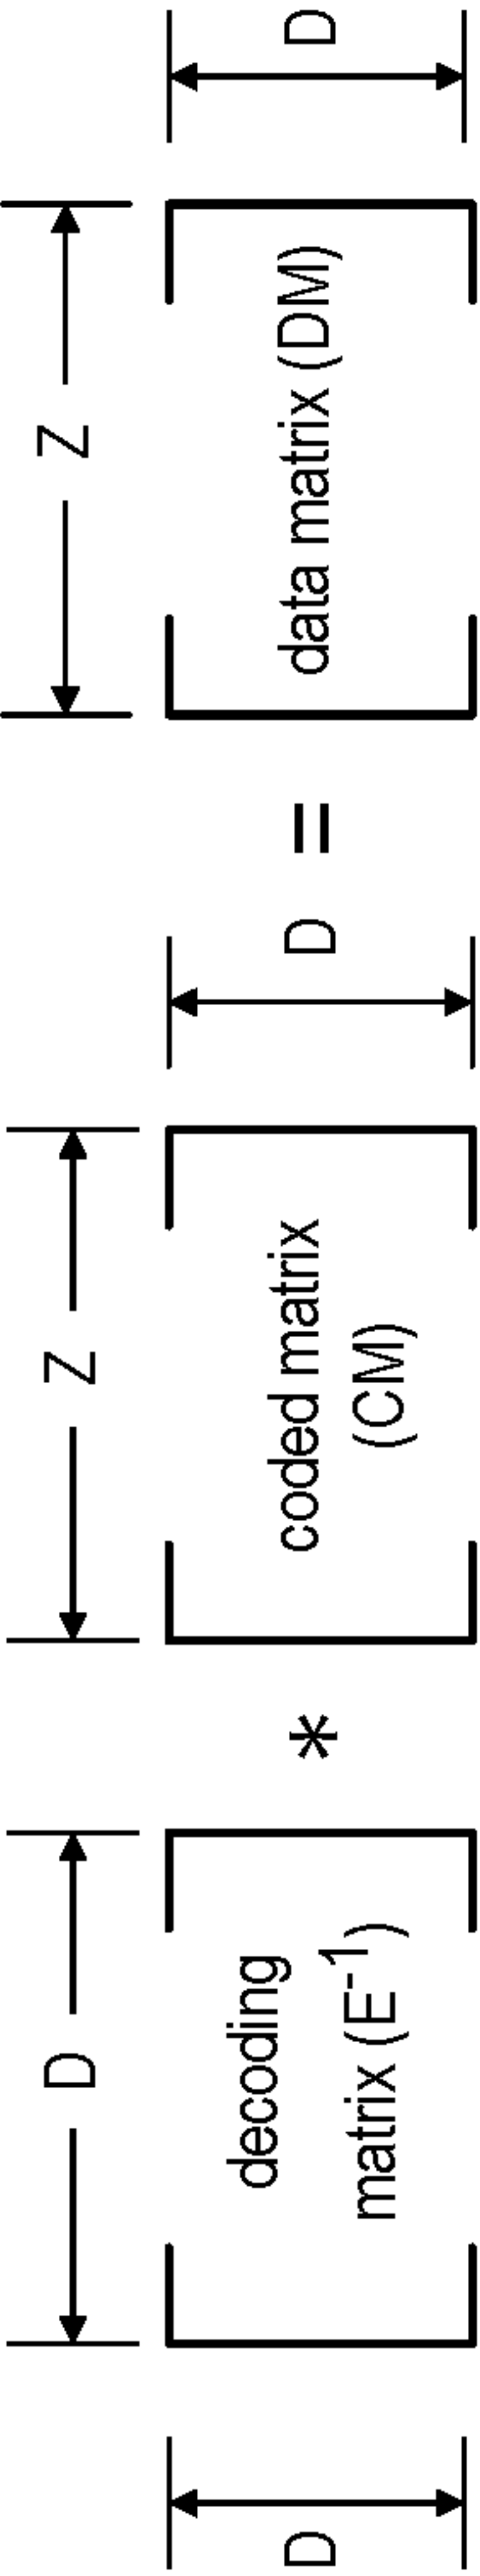 D
D
decoding
matrix (E⁻¹)
*
Z
coded matrix
(CM)
D
=
Z
data matrix (DM)
D